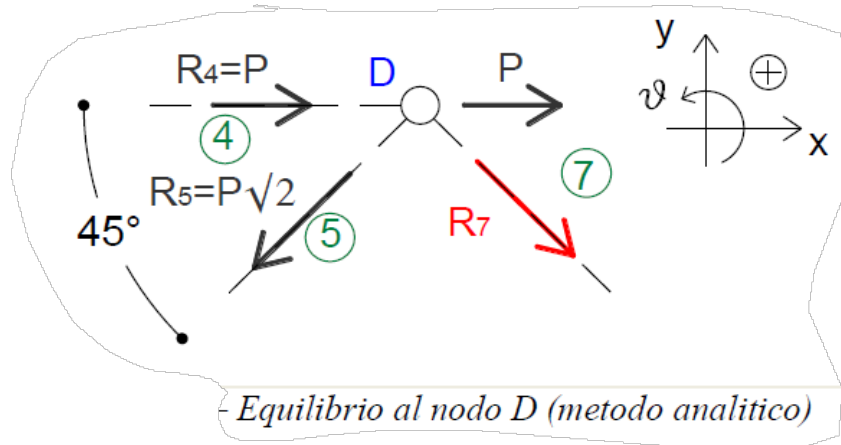 y
R4=P
D
P
⊕
ϑ
x
4
7
R5=P√2
5
R7
45°
- Equilibrio al nodo D (metodo analitico)